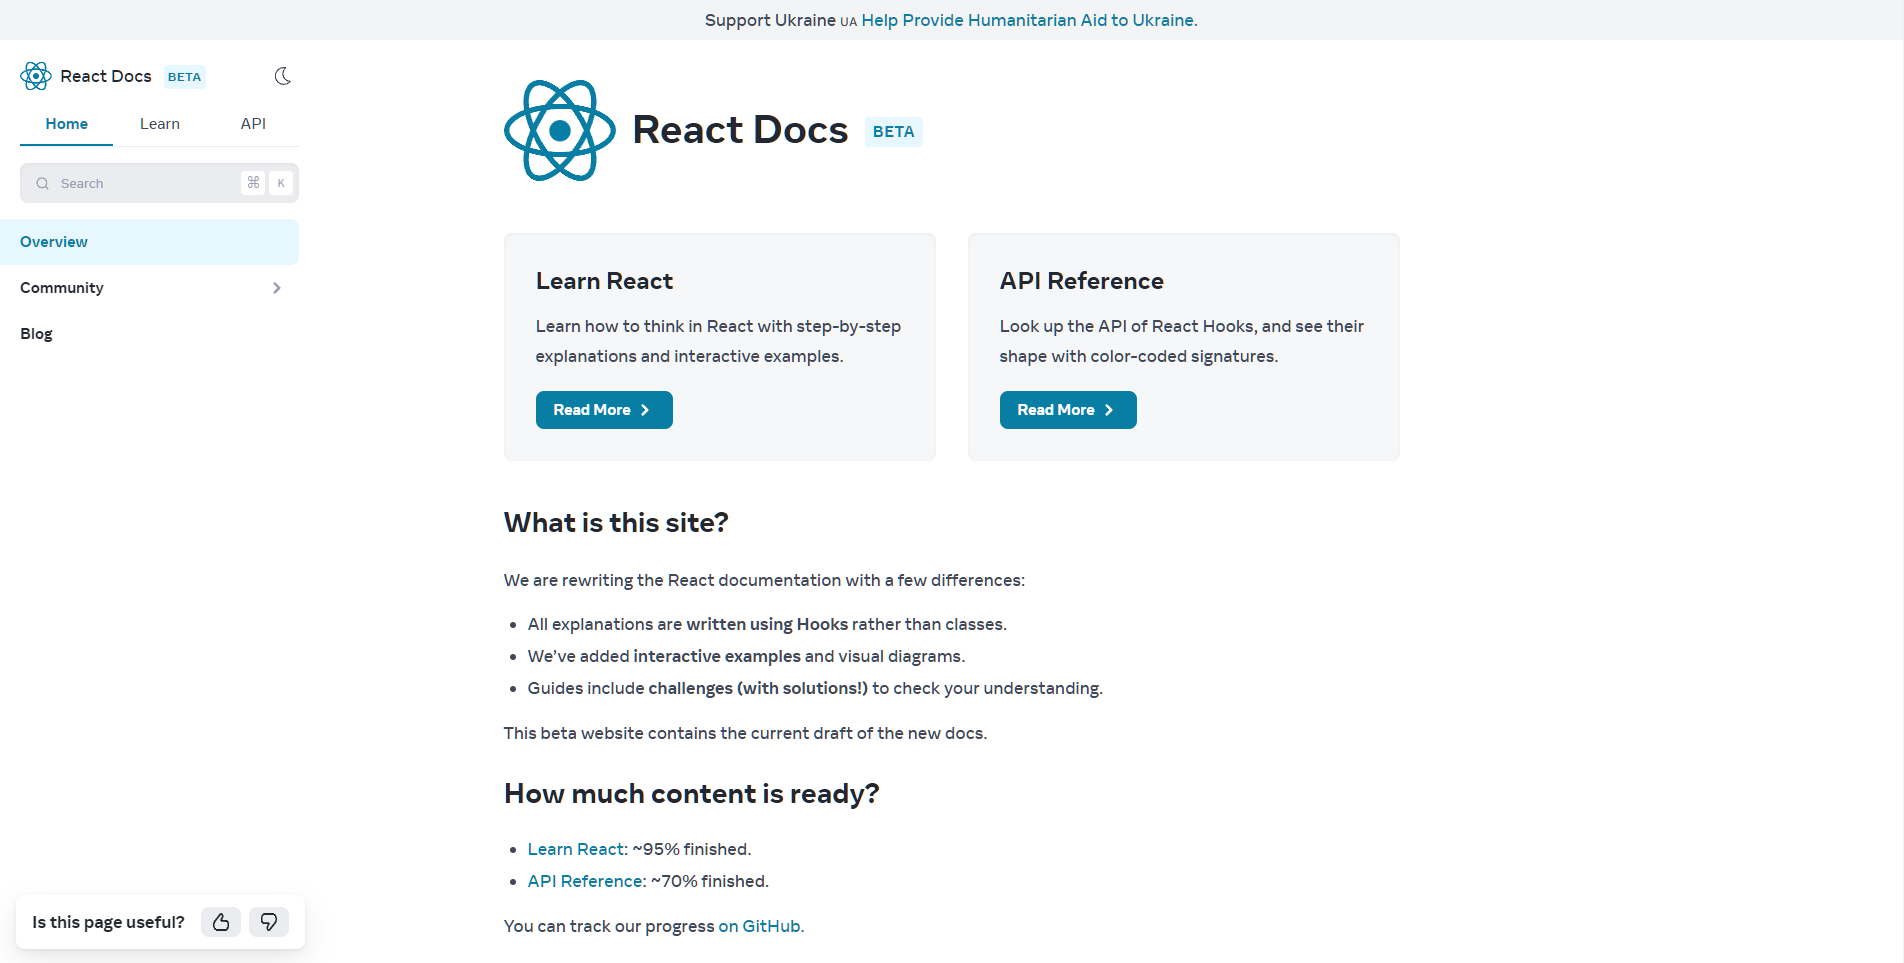 Support Ukraine UA Help Provide Humanitarian Aid to Ukraine.
React Docs BETA
Home Learn API
Search ⌘ K
Overview
Community
Blog
React Docs BETA
Learn React
Learn how to think in React with step-by-step
explanations and interactive examples.
Read More
API Reference
Look up the API of React Hooks, and see their
shape with color-coded signatures.
Read More
What is this site?
We are rewriting the React documentation with a few differences:
• All explanations are written using Hooks rather than classes.
• We’ve added interactive examples and visual diagrams.
• Guides include challenges (with solutions!) to check your understanding.
This beta website contains the current draft of the new docs.
How much content is ready?
• Learn React: ~95% finished.
• API Reference: ~70% finished.
You can track our progress on GitHub.
Is this page useful?